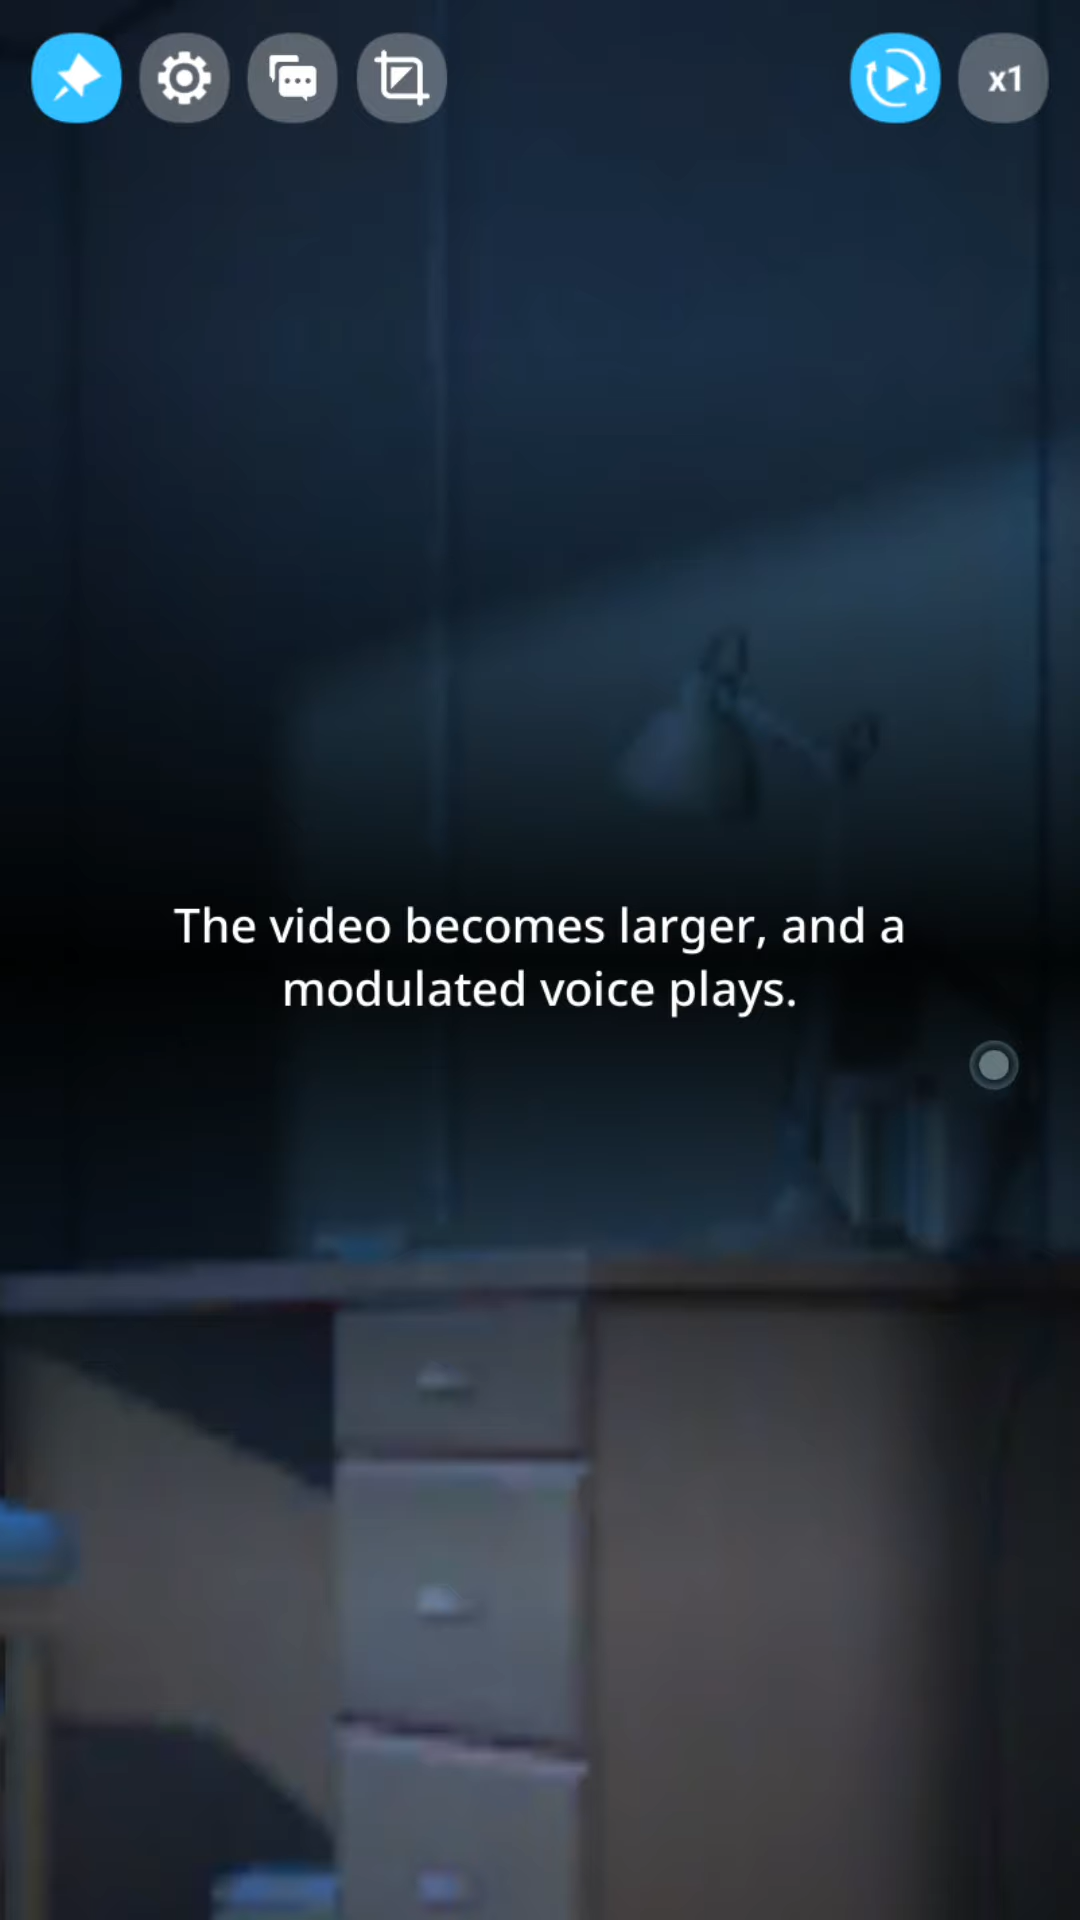 x1
The video becomes larger, and a
modulated voice plays.